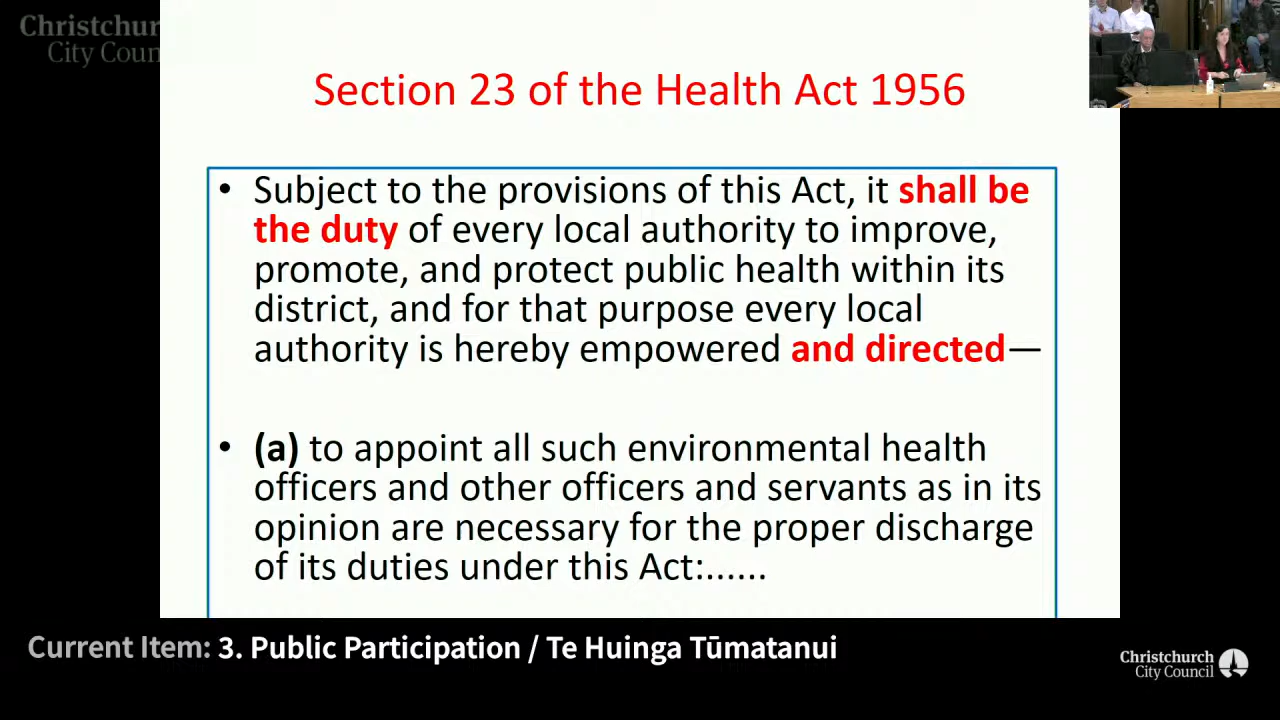 Christchurch
City Coun
Section 23 of the Health Act 1956
• Subject to the provisions of this Act, it shall be
the duty of every local authority to improve,
promote, and protect public health within its
district, and for that purpose every local
authority is hereby empowered and directed—
• (a) to appoint all such environmental health
officers and other officers and servants as in its
opinion are necessary for the proper discharge
of its duties under this Act:......
Current Item: 3. Public Participation / Te Huinga Tūmatanui
Christchurch
City Council